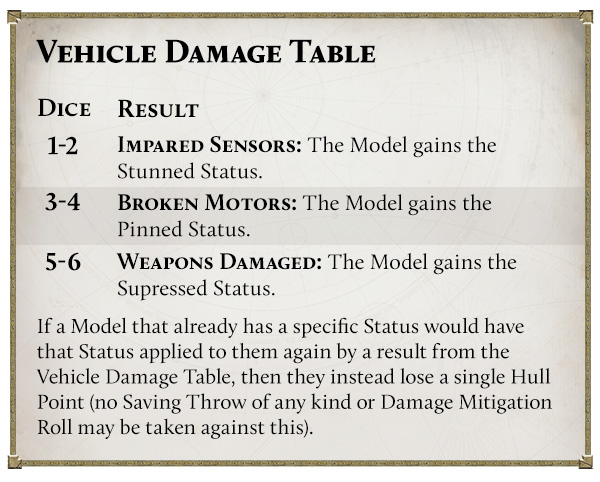 Vehicle Damage Table
Dice Result
1-2 Impared Sensors: The Model gains the
Stunned Status.
3-4 Broken Motors: The Model gains the
Pinned Status.
5-6 Weapons Damaged: The Model gains the
Supressed Status.
If a Model that already has a specific Status would have
that Status applied to them again by a result from the
Vehicle Damage Table, then they instead lose a single Hull
Point (no Saving Throw of any kind or Damage Mitigation
Roll may be taken against this).